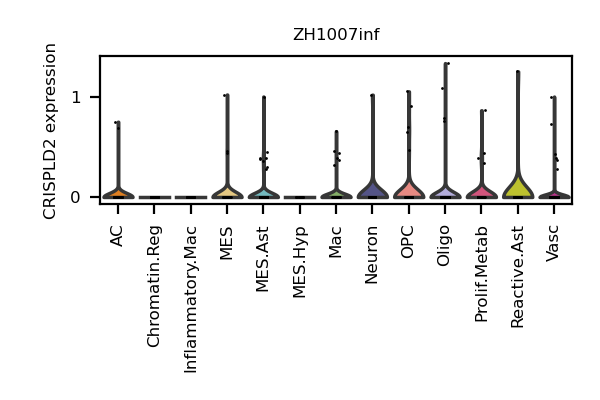 ZH1007inf
CRISPLD2 expression
1
0
AC
Chromatin.Reg
Inflammatory.Mac
MES
MES.Ast
MES.Hyp
Mac
Neuron
OPC
Oligo
Prolif.Metab
Reactive.Ast
Vasc